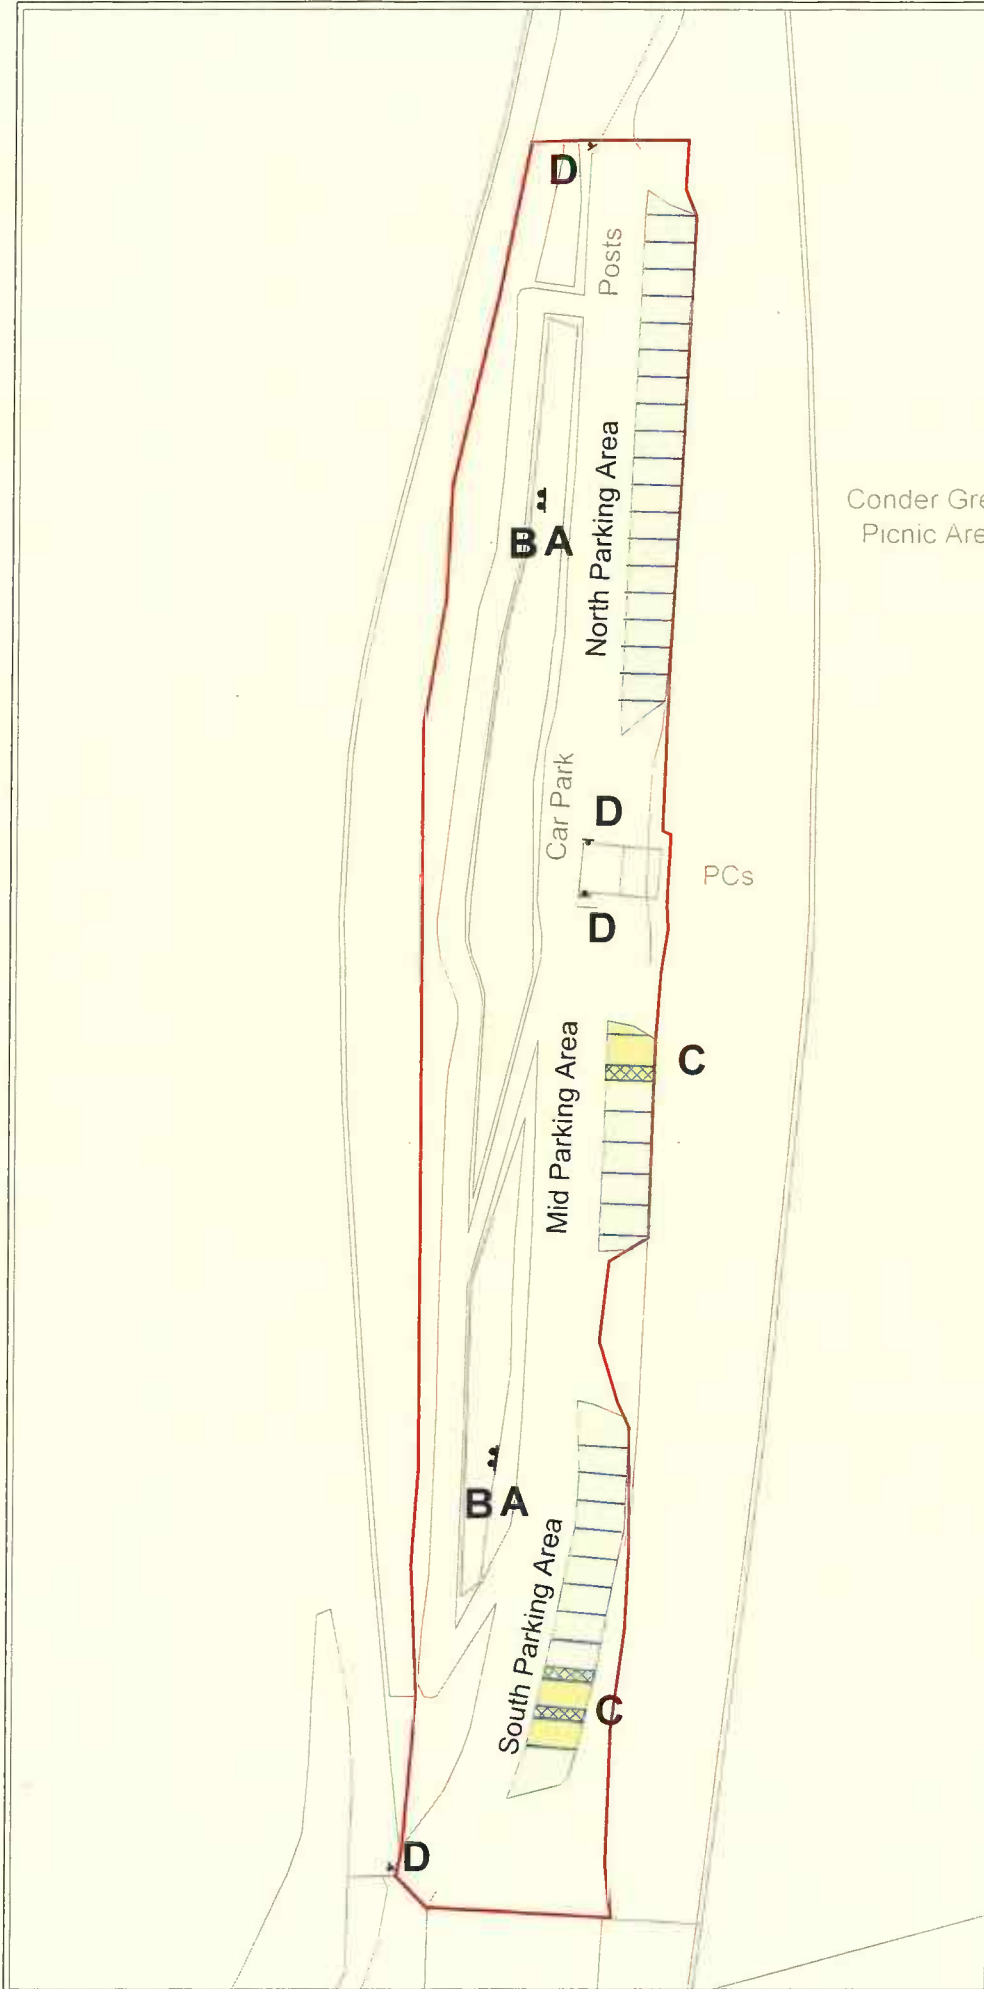 D
Posts
North Parking Area
Conder Gre
Picnic Are
B A
Car Park
D
PCs
D
Mid Parking Area
C
B A
South Parking Area
C
D